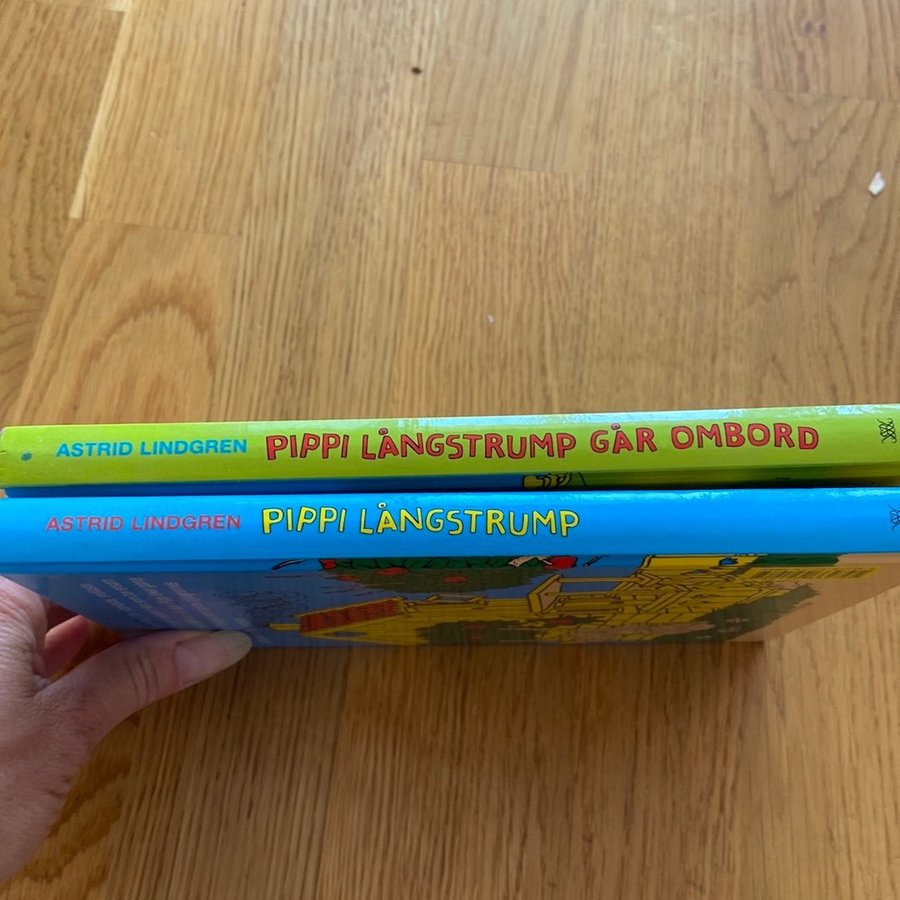 ASTRID LINDGREN PIPPI LÅNGSTRUMP GÅR OMBORD
ASTRID LINDGREN PIPPI LÅNGSTRUMP